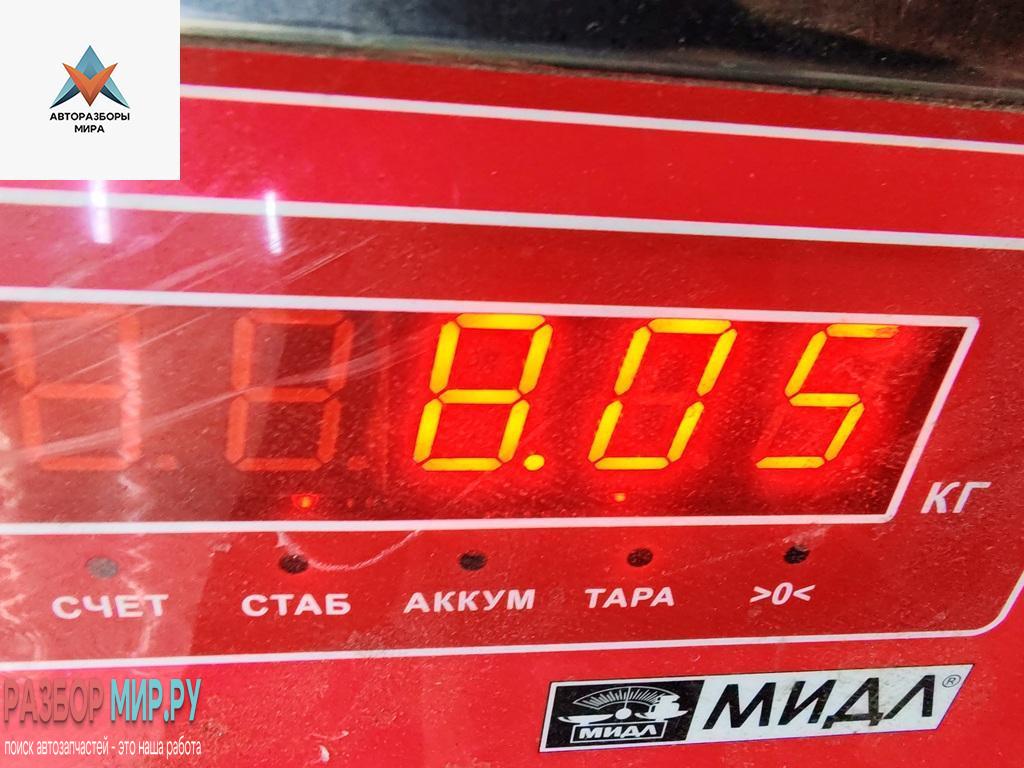 АВТОРАЗБОРЫ
МИРА
8.05
КГ
СЧЕТ СТАБ АККУМ ТАРА >0<
МИДЛ МИДЛ®
РАЗБОР МИР.РУ
поиск автозапчастей - это наша работа